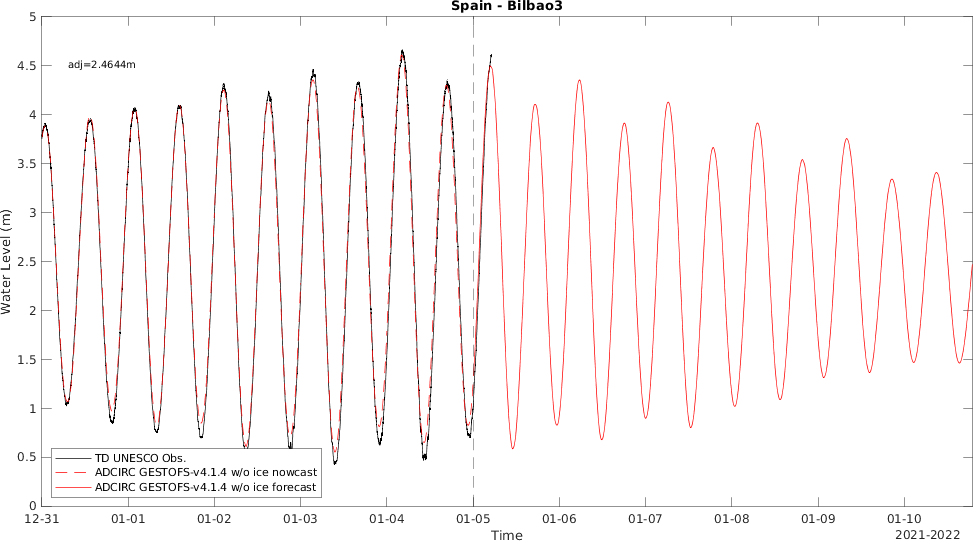 Spain - Bilbao3
adj=2.4644m
Water Level (m)
5
4.5
4
3.5
3
2.5
2
1.5
1
0.5
0
TD UNESCO Obs.
ADCIRC GESTOFS-v4.1.4 w/o ice nowcast
ADCIRC GESTOFS-v4.1.4 w/o ice forecast
12-31 01-01 01-02 01-03 01-04 01-05 01-06 01-07 01-08 01-09 01-10
Time
2021-2022